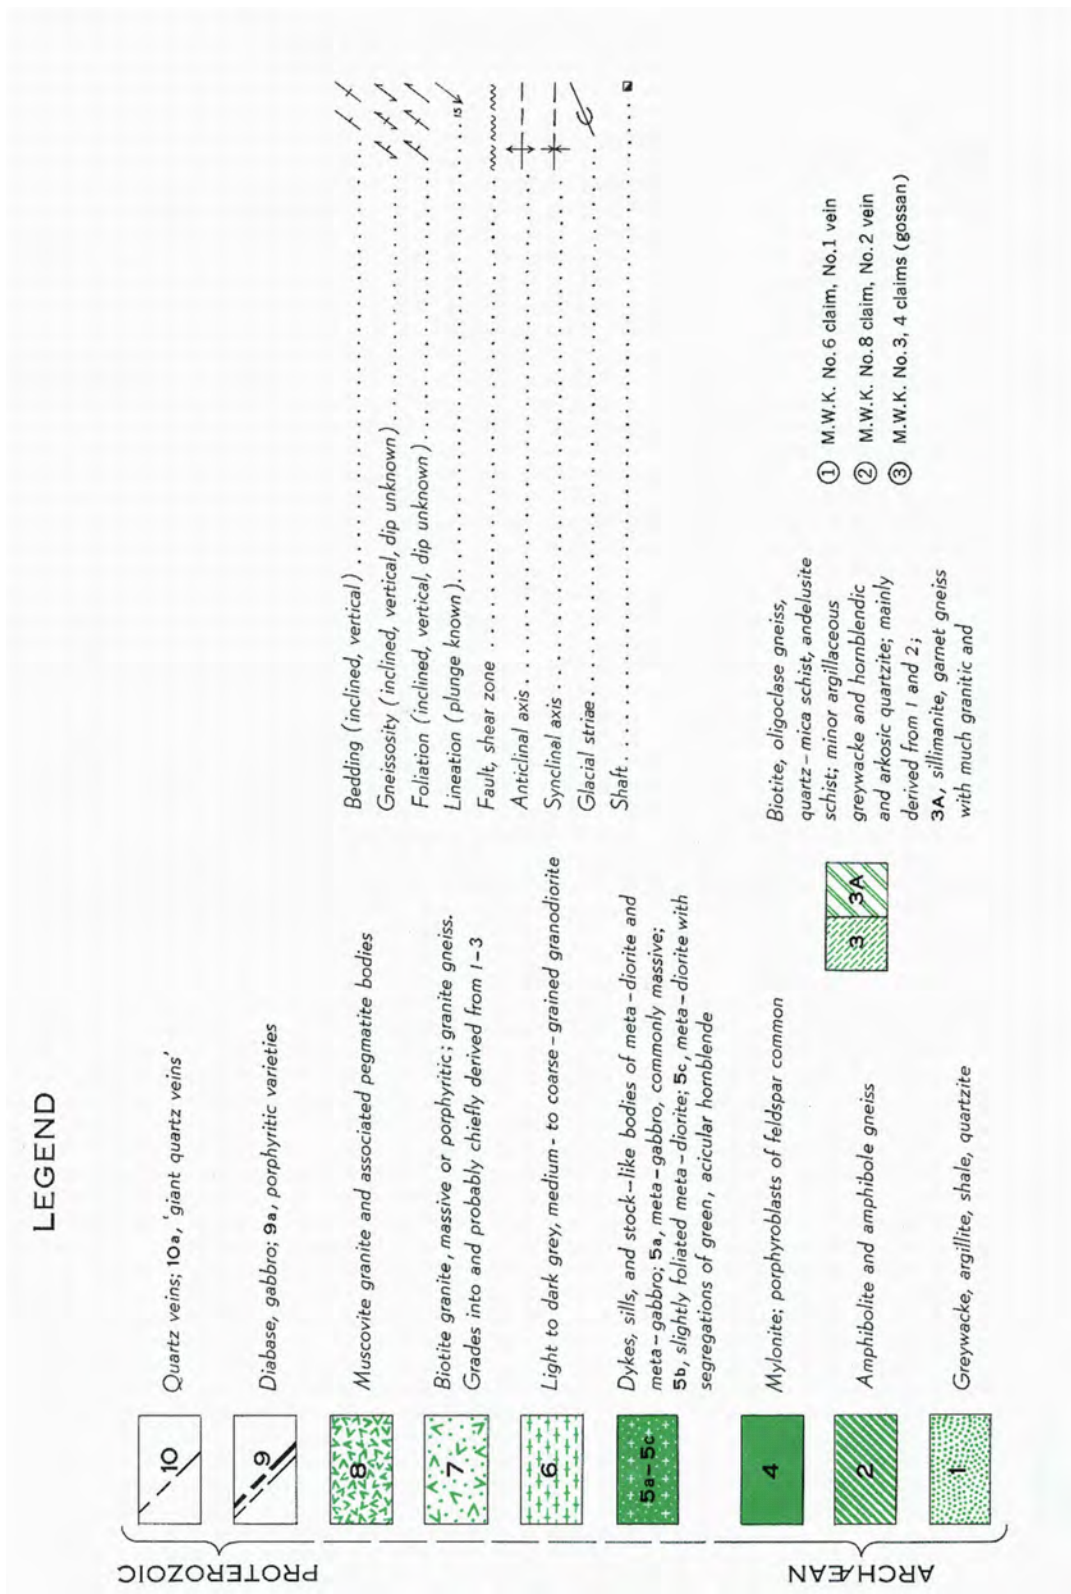 LEGEND
PROTEROZOIC
10
Quartz veins; 10a, 'giant quartz veins'
9
Diabase, gabbro; 9a, porphyritic varieties
8
Muscovite granite and associated pegmatite bodies
7
Biotite granite, massive or porphyritic; granite gneiss.
Grades into and probably chiefly derived from 1-3
6
Light to dark grey, medium- to coarse-grained granodiorite
5a-5c
Dykes, sills, and stock-like bodies of meta-diorite and
meta-gabbro; 5a, meta-gabbro, commonly massive;
5b, slightly foliated meta-diorite; 5c, meta-diorite with
segregations of green, acicular hornblende
ARCHÆAN
4
Mylonite; porphyroblasts of feldspar common
2
Amphibolite and amphibole gneiss
1
Greywacke, argillite, shale, quartzite
3
3A
Biotite, oligoclase gneiss,
quartz-mica schist, andelusite
schist; minor argillaceous
greywacke and hornblendic
and arkosic quartzite; mainly
derived from 1 and 2;
3A, sillimanite, garnet gneiss
with much granitic and
Bedding (inclined, vertical)
Gneissosity (inclined, vertical, dip unknown)
Foliation (inclined, vertical, dip unknown)
Lineation (plunge known) 15
Fault, shear zone
Anticlinal axis
Synclinal axis
Glacial striae
Shaft
1 M.W.K. No.6 claim, No.1 vein
2 M.W.K. No.8 claim, No.2 vein
3 M.W.K. No.3, 4 claims (gossan)